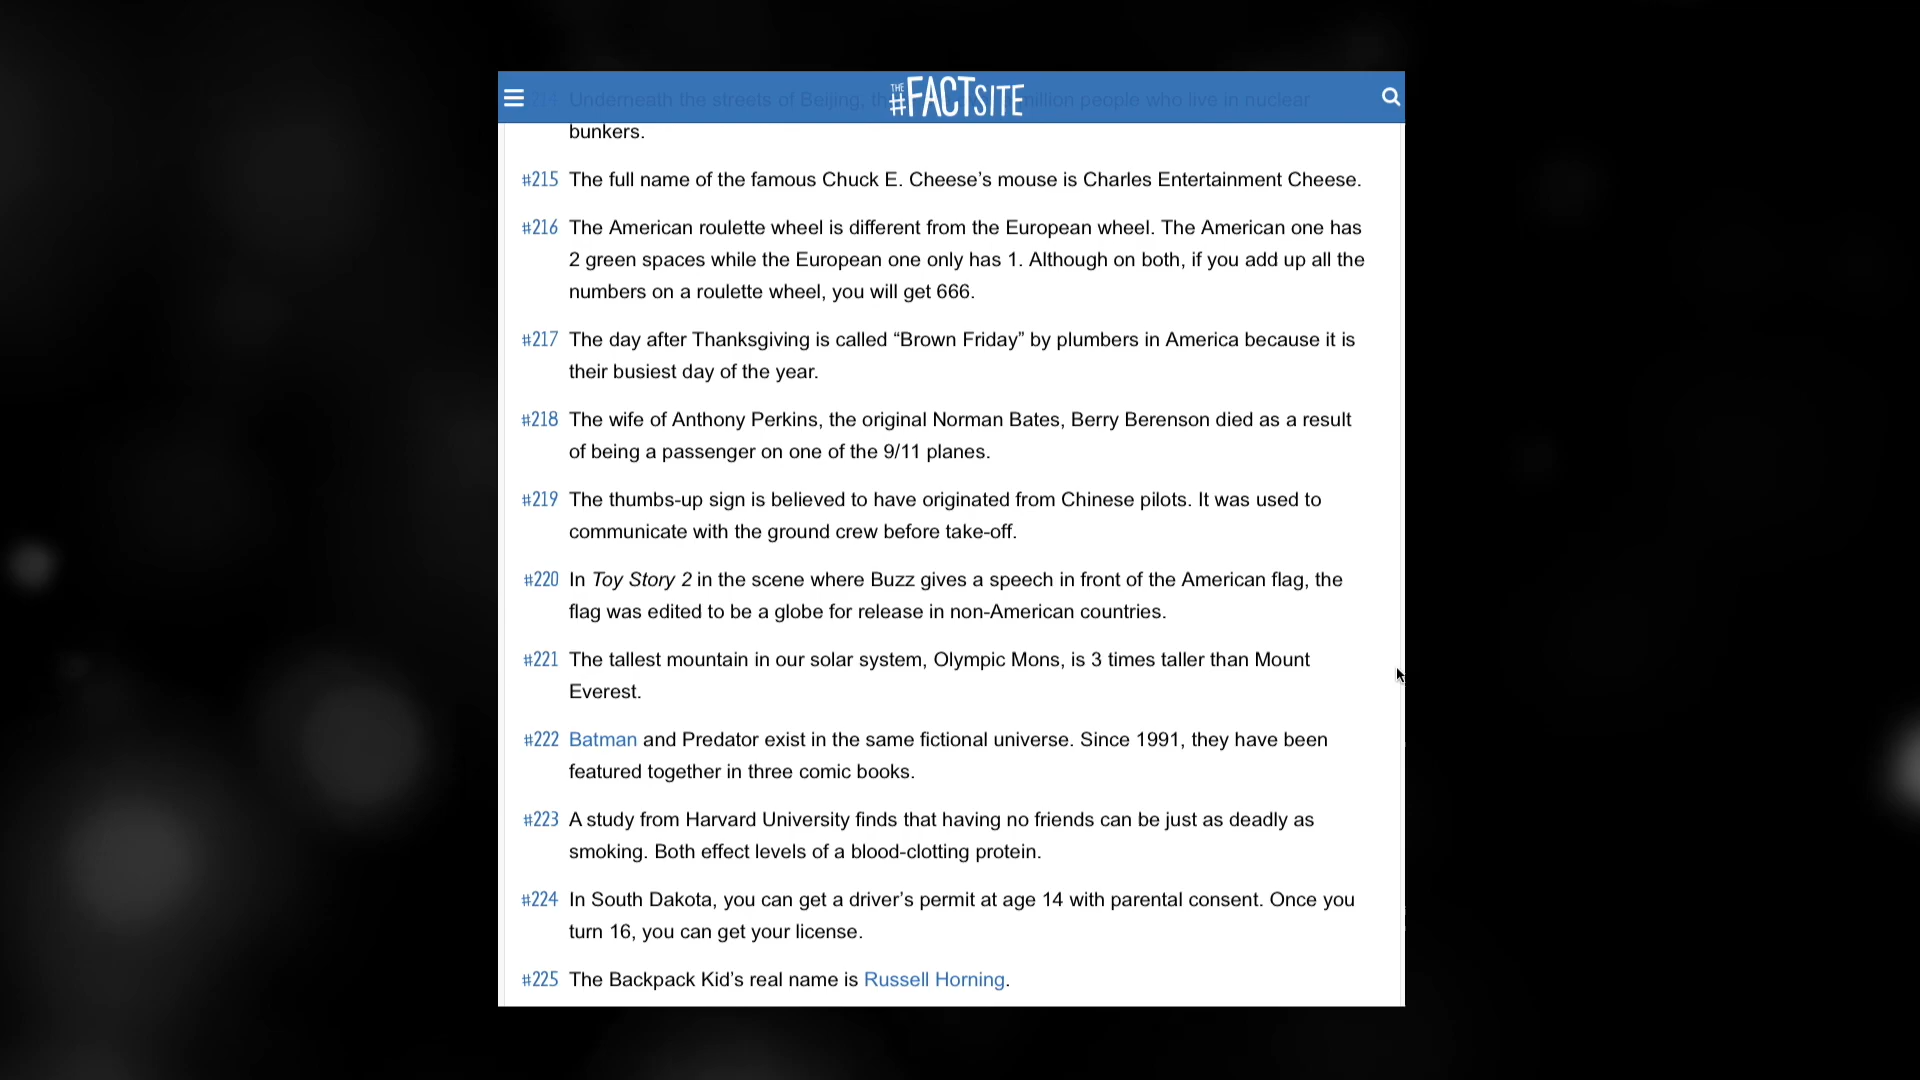 THE #FACTSITE
#214 Underneath the streets of Beijing, million people who live in nuclear
bunkers.
#215 The full name of the famous Chuck E. Cheese’s mouse is Charles Entertainment Cheese.
#216 The American roulette wheel is different from the European wheel. The American one has
2 green spaces while the European one only has 1. Although on both, if you add up all the
numbers on a roulette wheel, you will get 666.
#217 The day after Thanksgiving is called “Brown Friday” by plumbers in America because it is
their busiest day of the year.
#218 The wife of Anthony Perkins, the original Norman Bates, Berry Berenson died as a result
of being a passenger on one of the 9/11 planes.
#219 The thumbs-up sign is believed to have originated from Chinese pilots. It was used to
communicate with the ground crew before take-off.
#220 In Toy Story 2 in the scene where Buzz gives a speech in front of the American flag, the
flag was edited to be a globe for release in non-American countries.
#221 The tallest mountain in our solar system, Olympic Mons, is 3 times taller than Mount
Everest.
#222 Batman and Predator exist in the same fictional universe. Since 1991, they have been
featured together in three comic books.
#223 A study from Harvard University finds that having no friends can be just as deadly as
smoking. Both effect levels of a blood-clotting protein.
#224 In South Dakota, you can get a driver’s permit at age 14 with parental consent. Once you
turn 16, you can get your license.
#225 The Backpack Kid’s real name is Russell Horning.